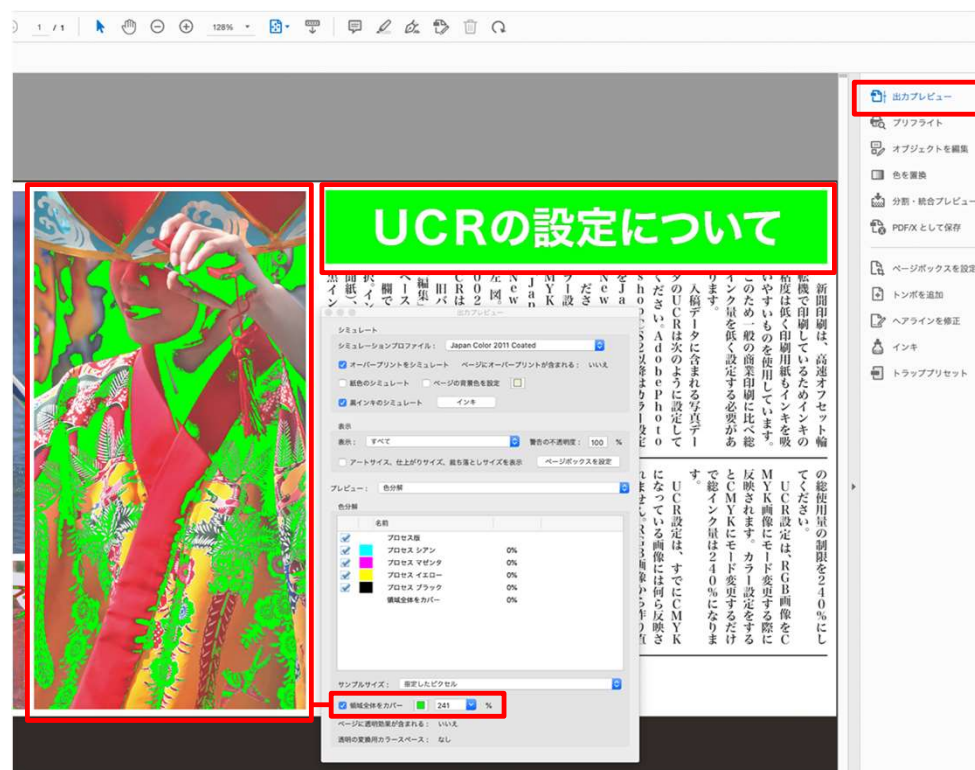 1 / 1
128%
出力プレビュー
プリフライト
オブジェクトを編集
色を置換
分割・統合プレビュー
PDF/X として保存
ページボックスを設定
トンボを追加
ヘアラインを修正
インキ
トラッププリセット
UCRの設定について
新聞印刷は、高速オフセット輪
転機で印刷しているためインキの
粘度は低く印刷用紙もインキを吸
いやすいものを使用しています。
このため一般の商業印刷に比べ総
インク量を低く設定する必要があ
ります。
入稿データに含まれる写真デー
タのUCRは次のように設定して
ください。AdobePhoto
の総使用量の制限を240%にし
てください。
UCR設定は、RGB画像をC
MYK画像にモード変更する際に
反映されます。カラー設定をする
とCMYKにモード変更するだけ
で総インク量は240%になりま
す。
UCR設定は、すでにCMYK
になっている画像には何ら反映さ
出力プレビュー
シミュレート
シミュレーションプロファイル： Japan Color 2011 Coated
オーバープリントをシミュレート ページにオーバープリントが含まれる： いいえ
紙色のシミュレート ページの背景色を設定
黒インキのシミュレート インキ
表示
表示： すべて 警告の不透明度： 100 %
アートサイズ、仕上がりサイズ、裁ち落としサイズを表示 ページボックスを設定
プレビュー： 色分解
色分解
名前
プロセス版
プロセス シアン 0%
プロセス マゼンタ 0%
プロセス イエロー 0%
プロセス ブラック 0%
領域全体をカバー 0%
サンプルサイズ： 指定したピクセル
領域全体をカバー 241 %
ページに透明効果が含まれる： いいえ
透明の変換用カラースペース： なし